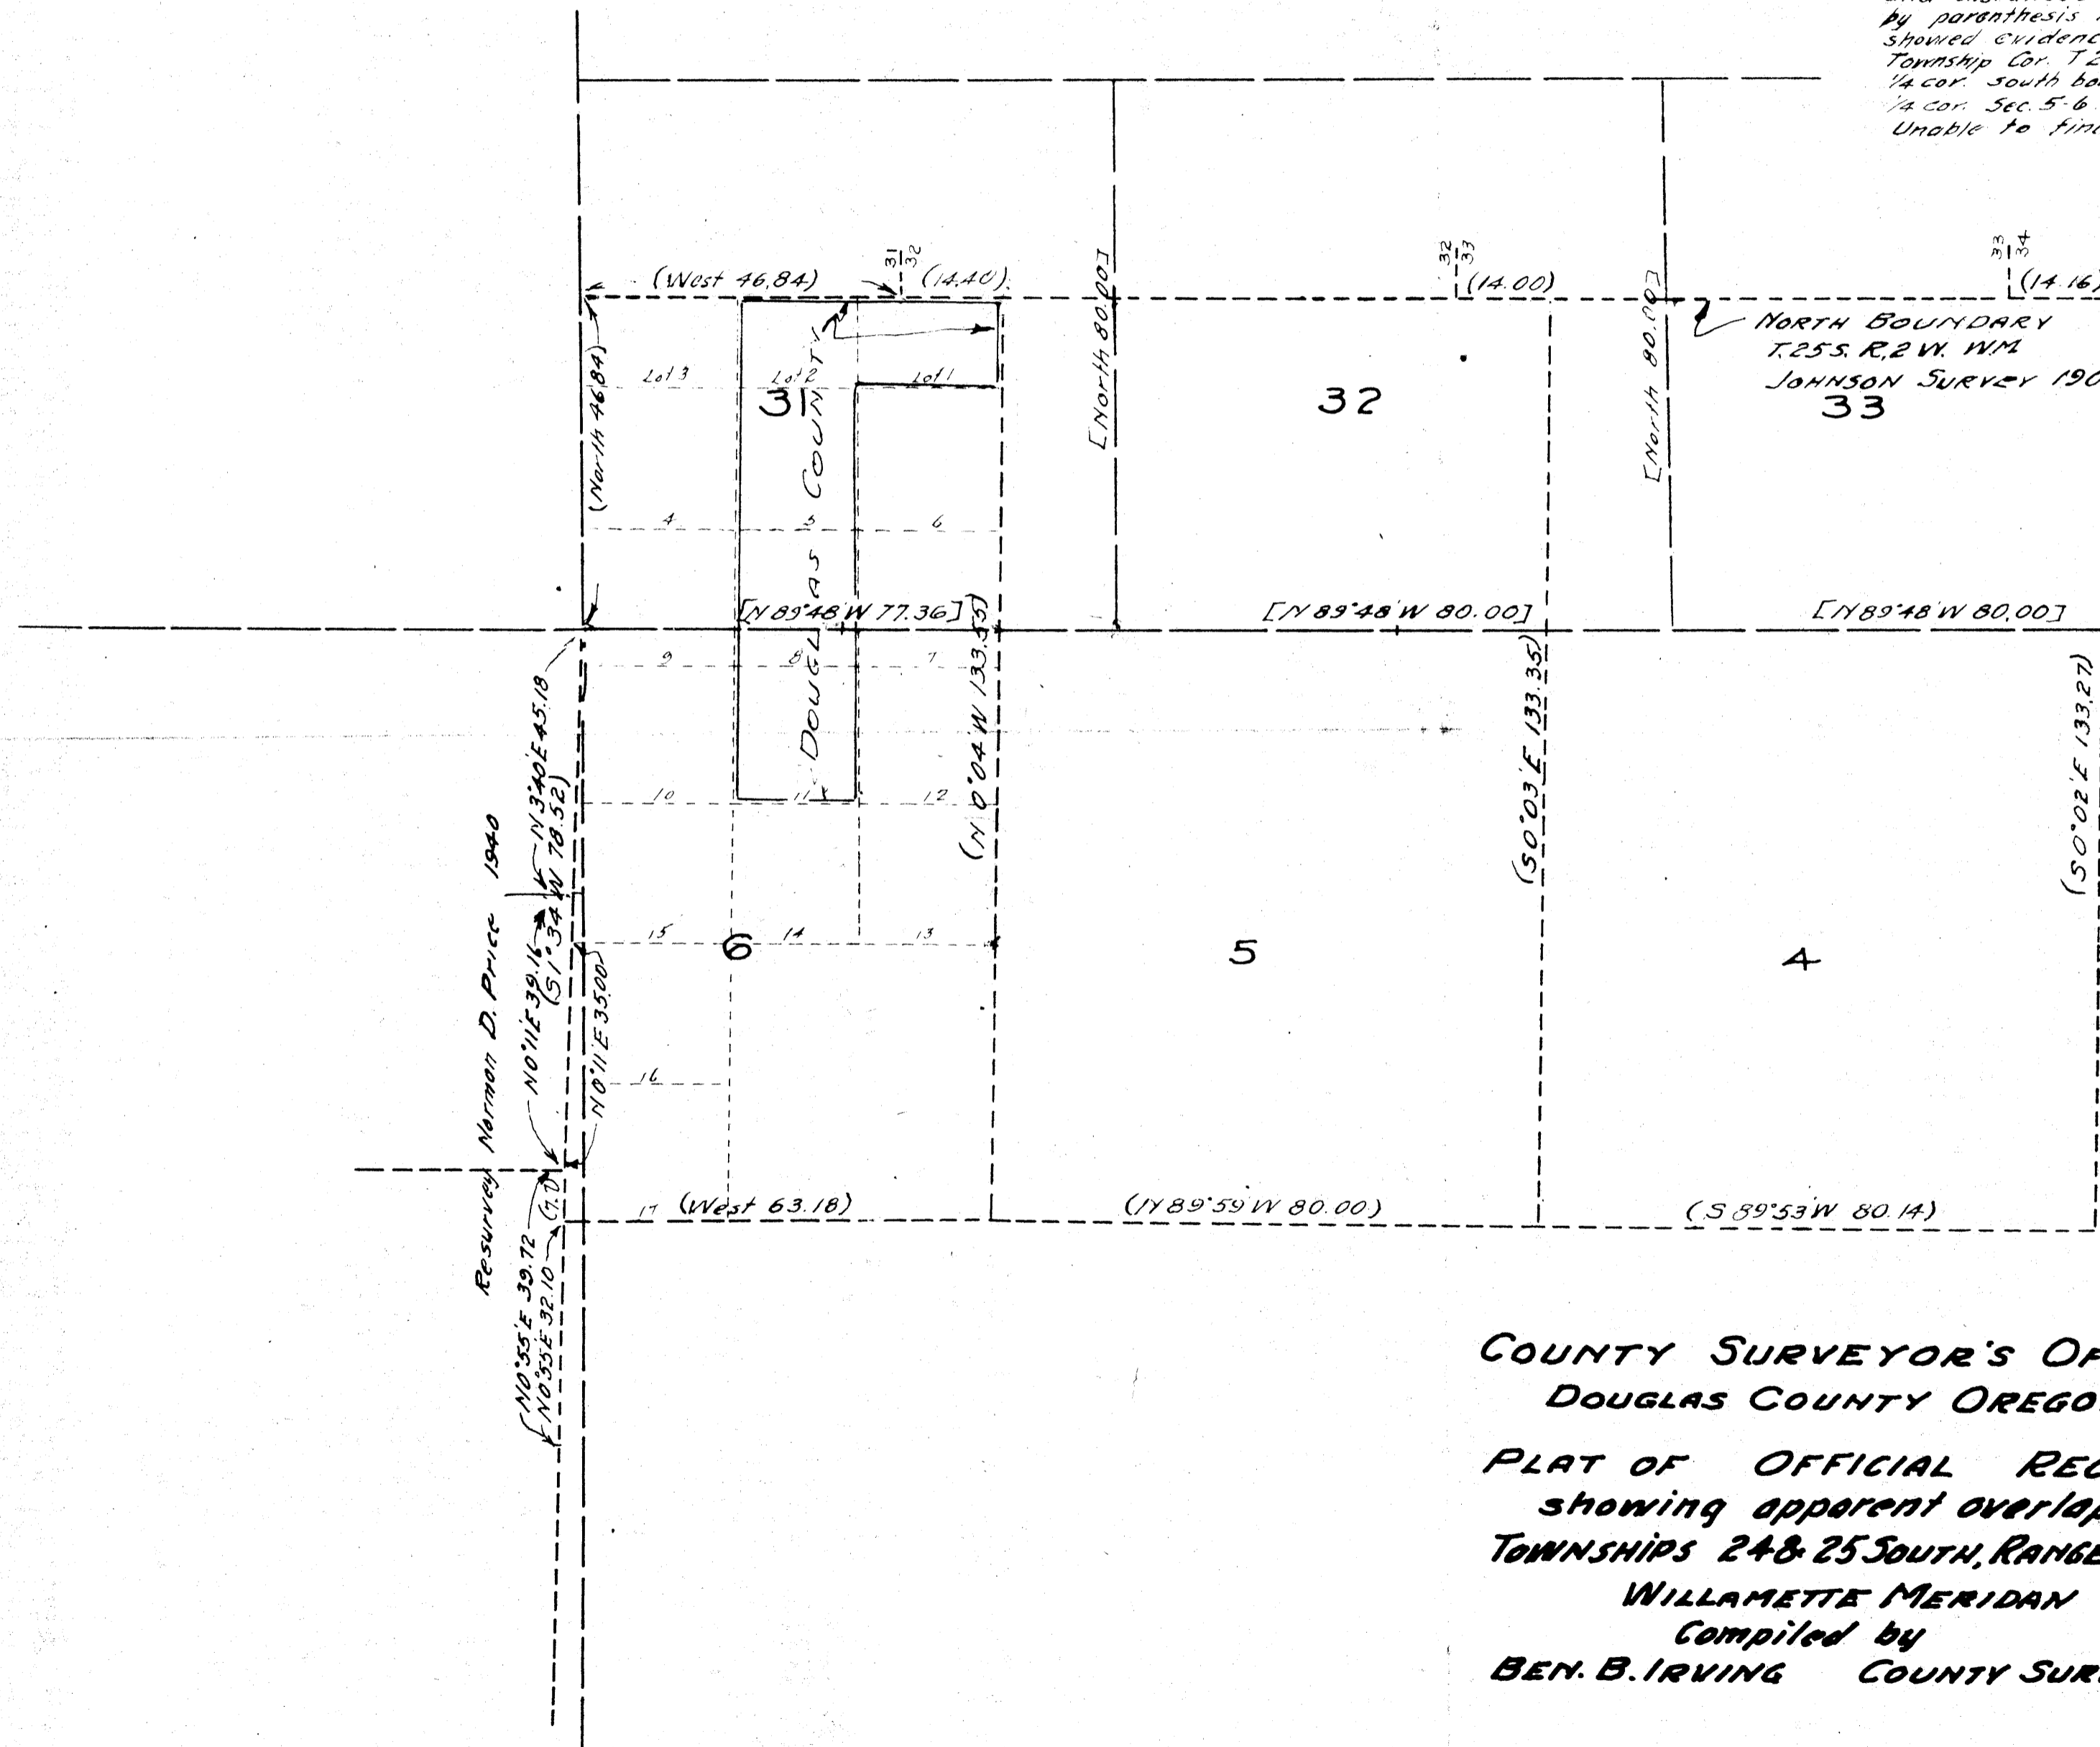 by parenthesis
showed evidenc
Township Cor. T 2
1/4 cor. south bo
1/4 cor. Sec. 5-6
Unable to fin
31
32
32
33
33
34
(West 46.84)
(14.40)
(14.00)
(14.16)
NORTH BOUNDARY
T.25S. R.2W. W.M
JOHNSON SURVEY 190
(North 46.84)
[North 80.00]
[North 80.00]
Lot 3
Lot 2
Lot 1
31
32
33
DOUGLAS COUNTY
4
5
6
[N 89°48'W 77.36]
[N 89°48'W 80.00]
[N 89°48'W 80.00]
9
8
7
(N 0°04'W 133.55)
(S 0°03'E 133.35)
(S 0°02'E 133.27)
10
11
12
15
14
13
6
5
4
16
17
Resurvey Norman D. Price 1940
N 3°40'E 45.18
(S 1°34'W 78.52)
N 0°11'E 39.16
N 0°11'E 35.00
N 0°55'E 39.72
N 0°55'E 32.10
(West 63.18)
(N 89°59'W 80.00)
(S 89°53'W 80.14)
COUNTY SURVEYOR'S OF
DOUGLAS COUNTY OREGO
PLAT OF OFFICIAL REC
showing apparent overlap
TOWNSHIPS 24 & 25 SOUTH, RANGE
WILLAMETTE MERIDAN
Compiled by
BEN. B. IRVING COUNTY SUR